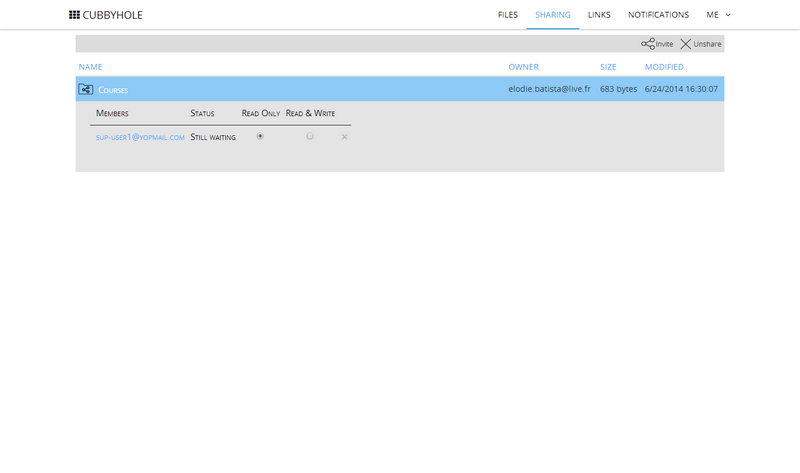 CUBBYHOLE FILES SHARING LINKS NOTIFICATIONS ME
Invite Unshare
NAME OWNER SIZE MODIFIED
Courses elodie.batista@live.fr 683 bytes 6/24/2014 16:30:07
Members Status Read Only Read & Write
sup-user1@yopmail.com Still waiting